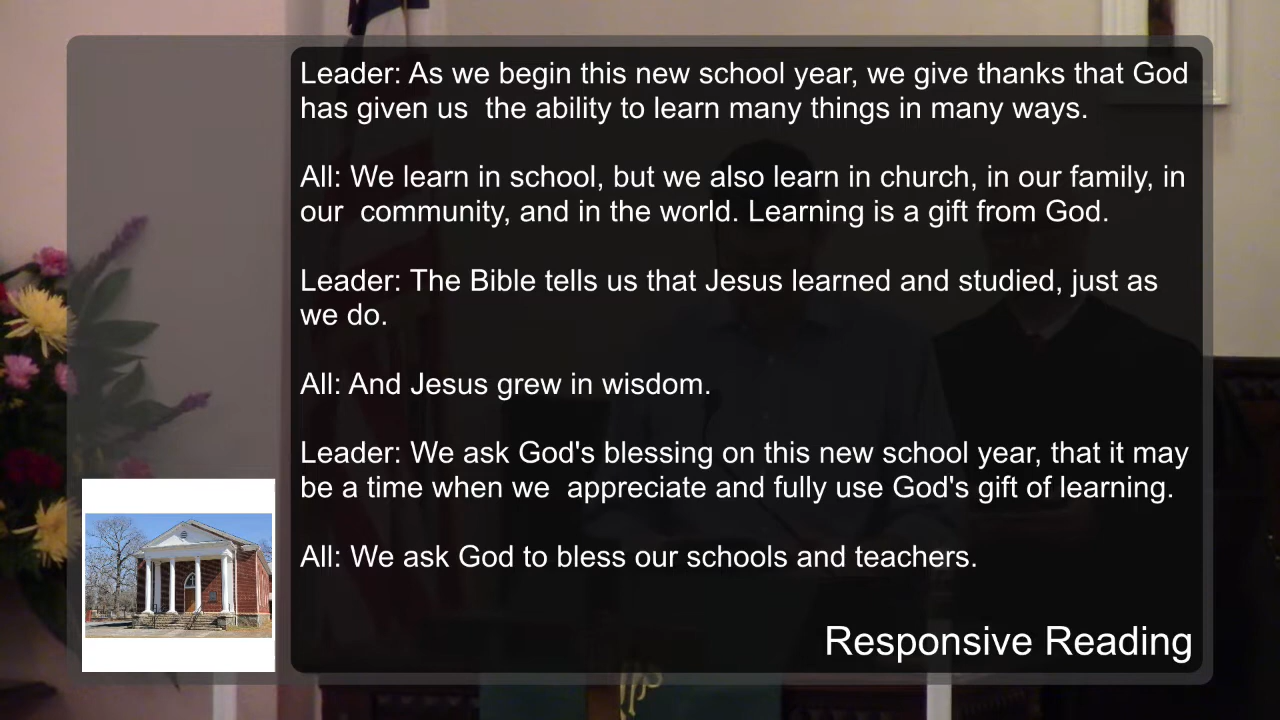 Leader: As we begin this new school year, we give thanks that God
has given us  the ability to learn many things in many ways.
All: We learn in school, but we also learn in church, in our family, in
our  community, and in the world. Learning is a gift from God.
Leader: The Bible tells us that Jesus learned and studied, just as
we do.
All: And Jesus grew in wisdom.
Leader: We ask God's blessing on this new school year, that it may
be a time when we  appreciate and fully use God's gift of learning.
All: We ask God to bless our schools and teachers.
Responsive Reading